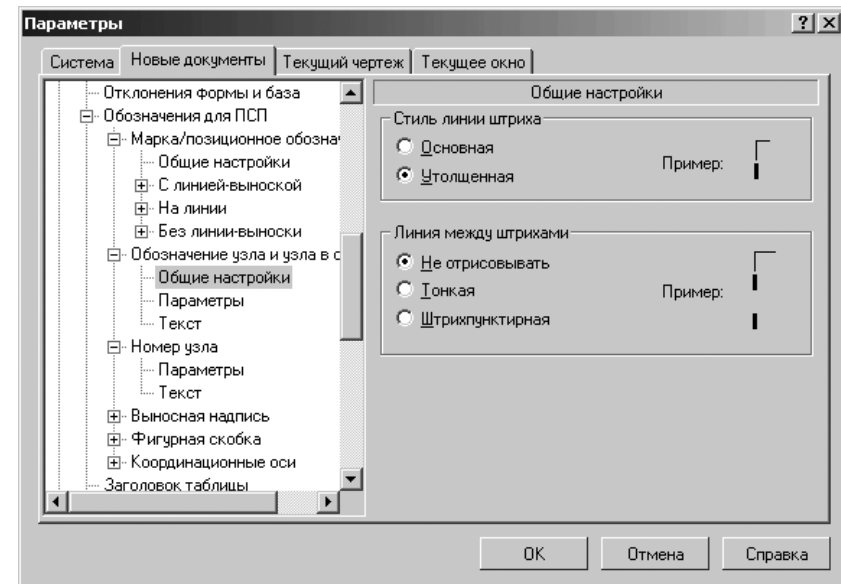 Параметры
Система Новые документы Текущий чертеж Текущее окно
Отклонения формы и база
Обозначения для ПСП
Марка/позиционное обознач
Общие настройки
С линией-выноской
На линии
Без линии-выноски
Обозначение узла и узла в с
Общие настройки
Параметры
Текст
Номер узла
Параметры
Текст
Выносная надпись
Фигурная скобка
Координационные оси
Заголовок таблицы
Общие настройки
Стиль линии штриха
Основная
Утолщенная
Пример:
Линия между штрихами
Не отрисовывать
Тонкая
Штрихпунктирная
Пример:
OK Отмена Справка